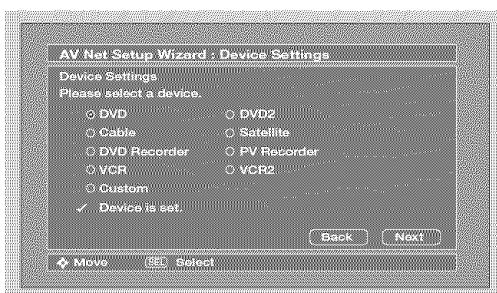 AV Net Setup Wizard : Device Settings
Device Settings
Please select a device.
DVD DVD2
Cable Satellite
DVD Recorder PV Recorder
VCR VCR2
Custom
✓ Device is set.
Back Next
Move SEL Select